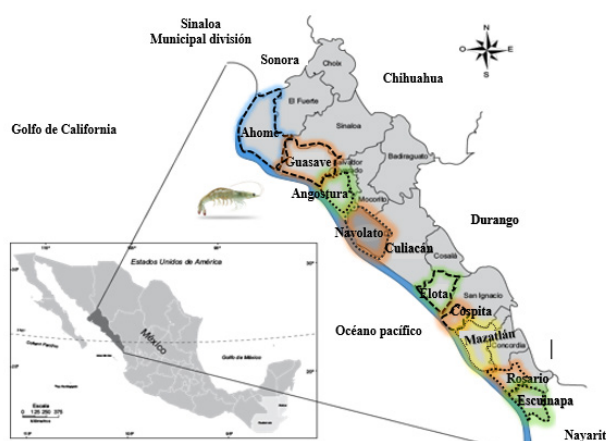 Sinaloa
Municipal división
Sonora
Choix
Chihuahua
Golfo de California
El Fuerte
Ahome
Sinaloa
Guasave
Badiraguato
Angostura
Mocorito
Durango
Navolato
Culiacán
Cosalá
Elota
San Ignacio
Cospita
Océano pacífico
Mazatlán
Concordia
Rosario
Escuinapa
Nayarit
N
O
E
S
Estados Unidos de América
México
Golfo de México
Escala
kilómetros